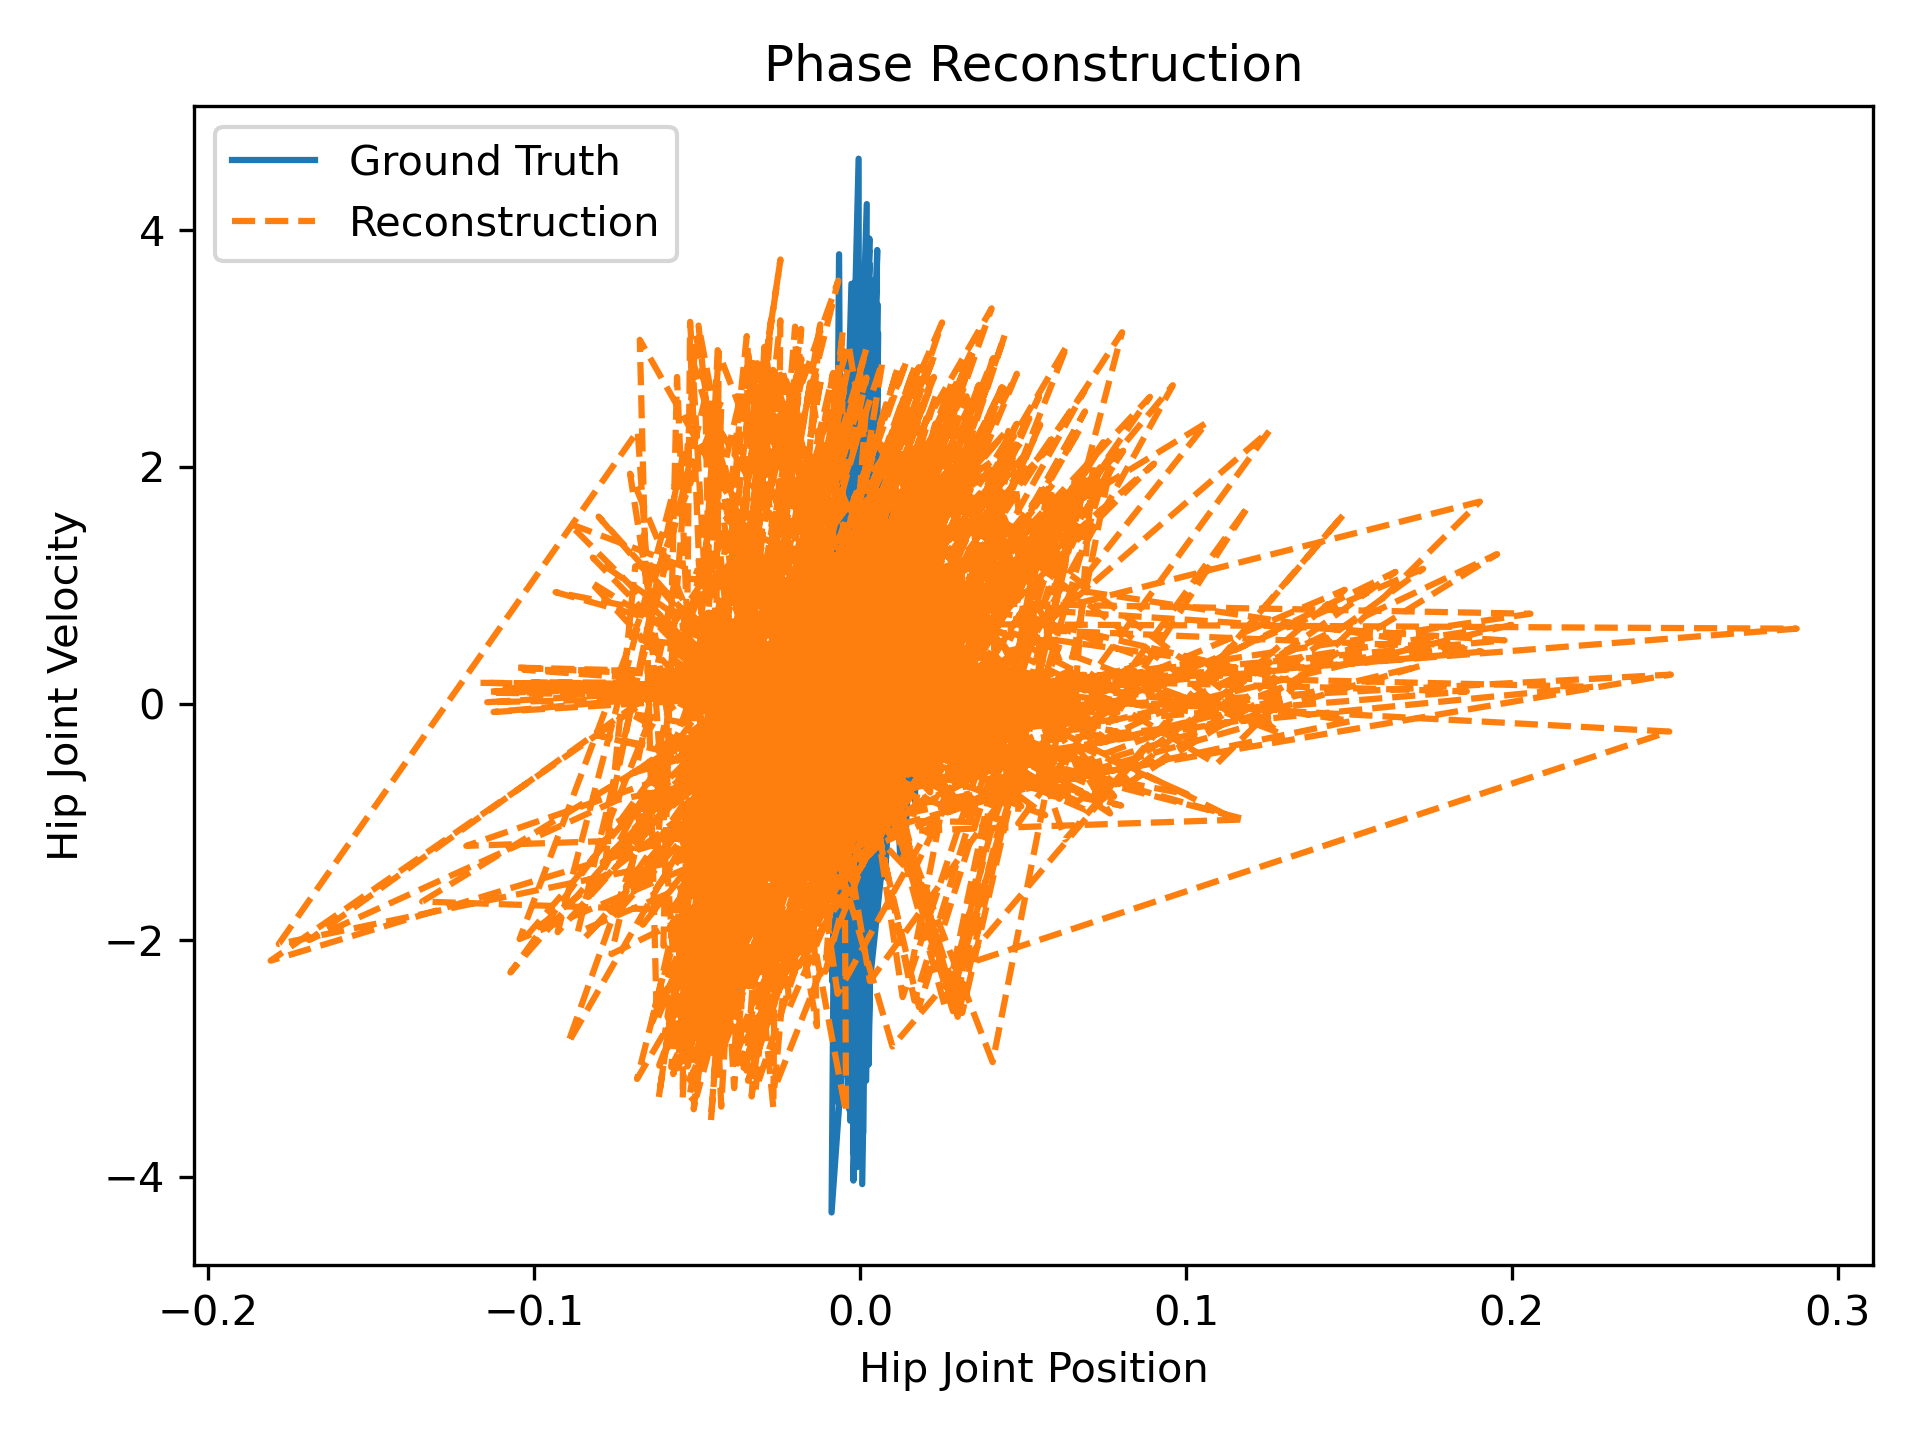 Phase Reconstruction
Ground Truth
Reconstruction
Hip Joint Velocity
4
2
0
−2
−4
−0.2 −0.1 0.0 0.1 0.2 0.3
Hip Joint Position